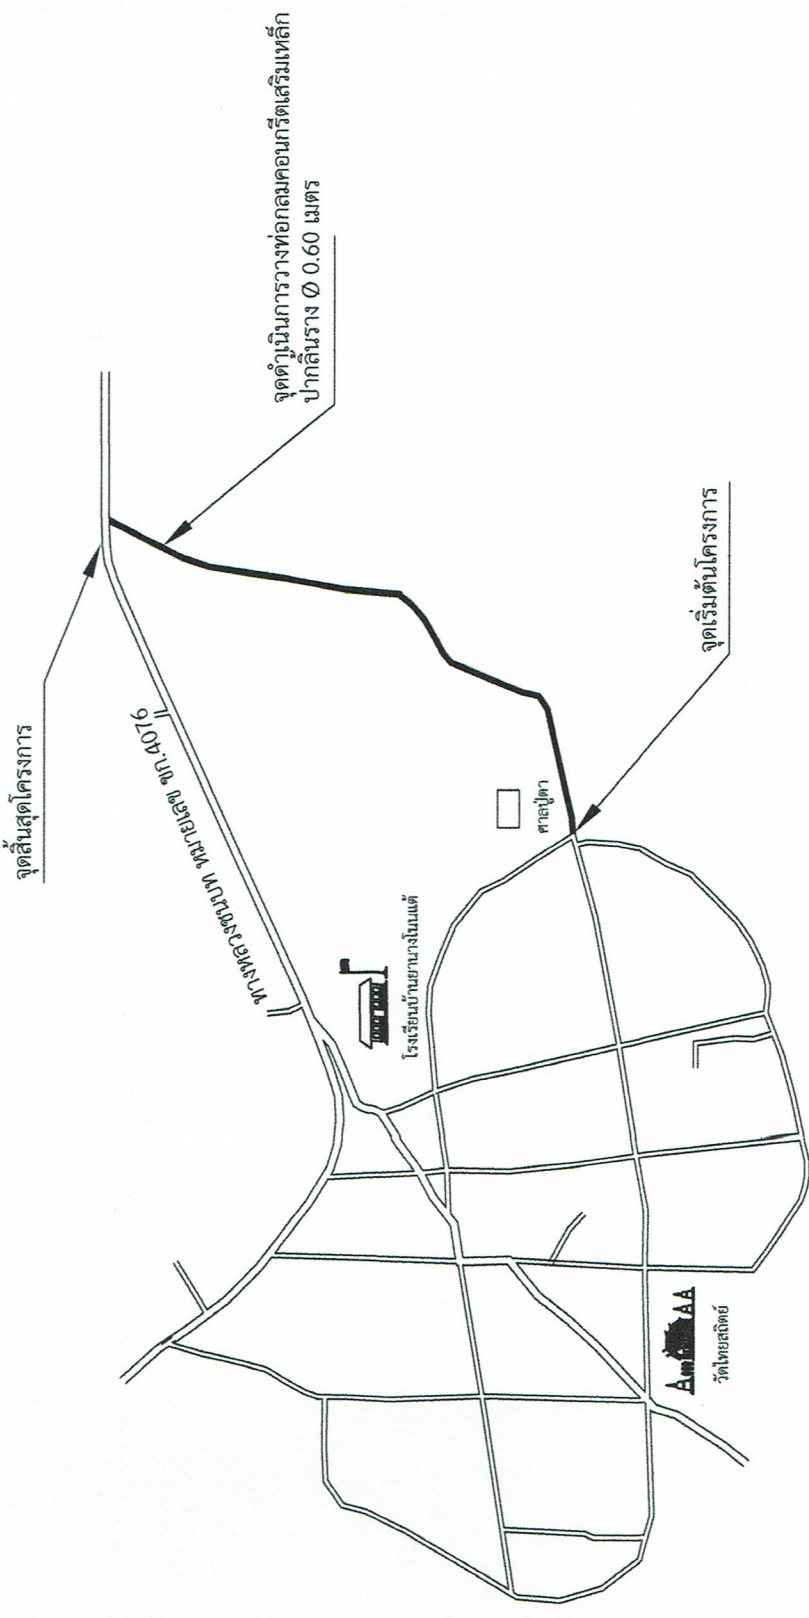 จุดสิ้นสุดโครงการ
จุดดำเนินการวางท่อกลมคอนกรีตเสริมเหล็ก
ปากลิ้นราง Ø 0.60 เมตร
ทางหลวงชนบท หมายเลข ขก.4076
จุดเริ่มต้นโครงการ
ศาลปู่ตา
โรงเรียนบ้านยานางโนนแต้
วัดไทยสถิตย์